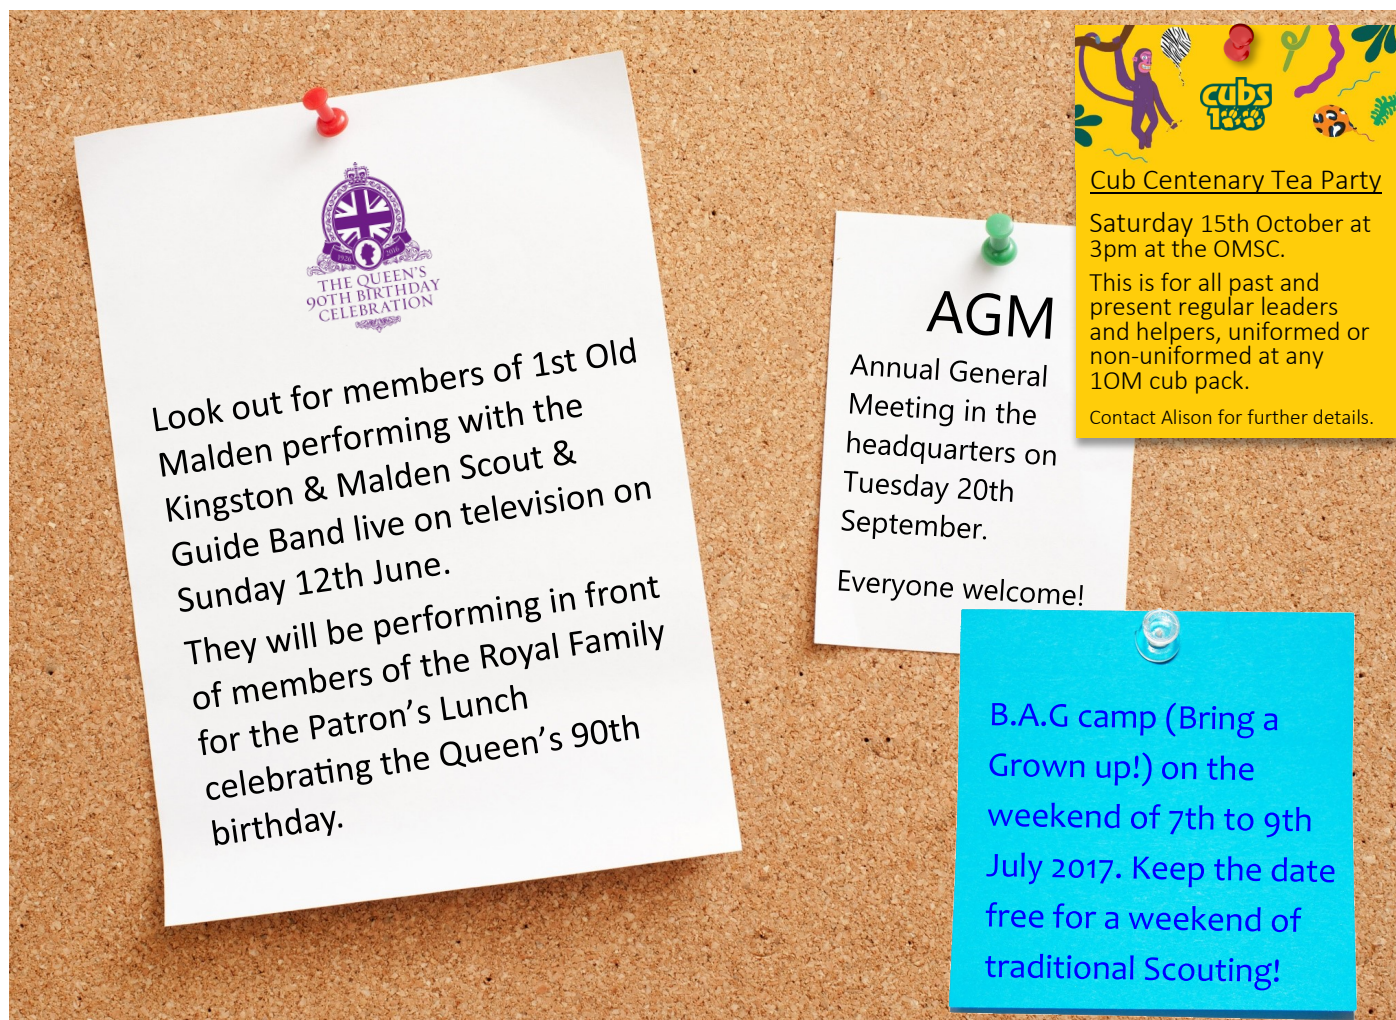 1926
2016
THE QUEEN'S
90TH BIRTHDAY
CELEBRATION
Look out for members of 1st Old
Malden performing with the
Kingston & Malden Scout &
Guide Band live on television on
Sunday 12th June.
They will be performing in front
of members of the Royal Family
for the Patron's Lunch
celebrating the Queen's 90th
birthday.
AGM
Annual General
Meeting in the
headquarters on
Tuesday 20th
September.
Everyone welcome!
cubs
100
Cub Centenary Tea Party
Saturday 15th October at
3pm at the OMSC.
This is for all past and
present regular leaders
and helpers, uniformed or
non-uniformed at any
1OM cub pack.
Contact Alison for further details.
B.A.G camp (Bring a
Grown up!) on the
weekend of 7th to 9th
July 2017. Keep the date
free for a weekend of
traditional Scouting!